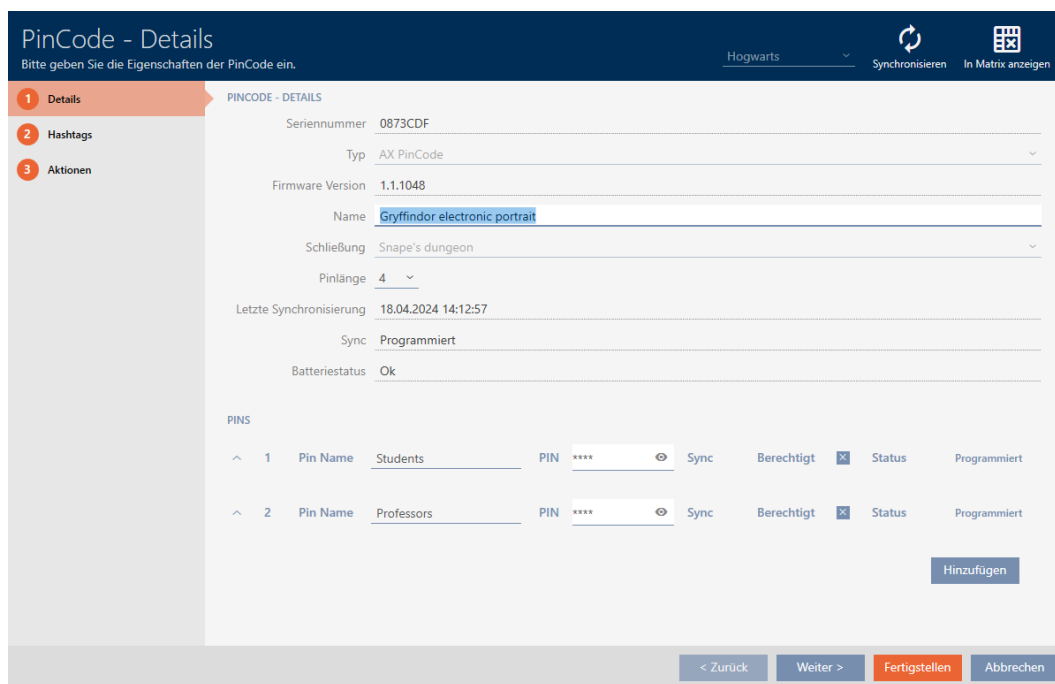 PinCode - Details
Bitte geben Sie die Eigenschaften der PinCode ein.
Hogwarts
Synchronisieren
In Matrix anzeigen
1 Details
2 Hashtags
3 Aktionen
PINCODE - DETAILS
Seriennummer 0873CDF
Typ AX PinCode
Firmware Version 1.1.1048
Name Gryffindor electronic portrait
Schließung Snape's dungeon
Pinlänge 4
Letzte Synchronisierung 18.04.2024 14:12:57
Sync Programmiert
Batteriestatus Ok
PINS
1 Pin Name Students PIN **** Sync Berechtigt Status Programmiert
2 Pin Name Professors PIN **** Sync Berechtigt Status Programmiert
Hinzufügen
< Zurück Weiter > Fertigstellen Abbrechen